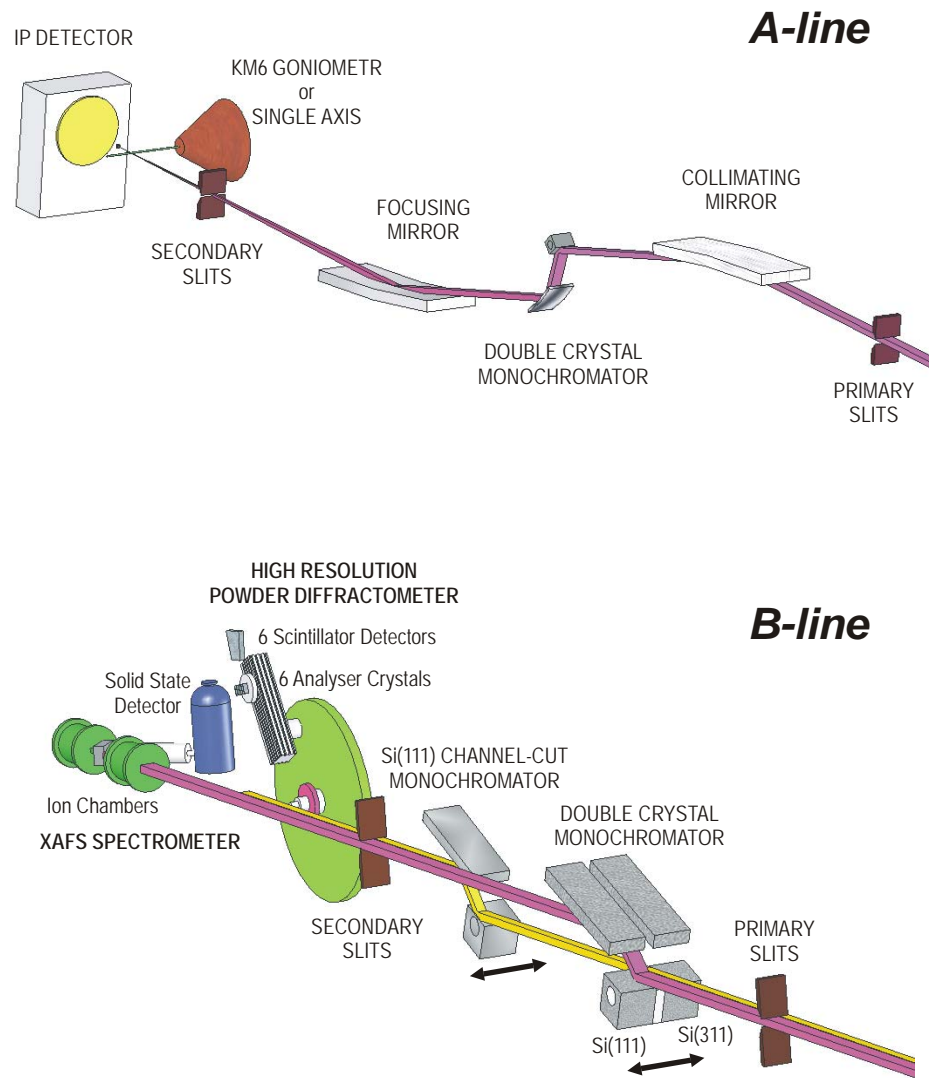 A-line
IP DETECTOR
KM6 GONIOMETR
or
SINGLE AXIS
COLLIMATING
MIRROR
FOCUSING
MIRROR
SECONDARY
SLITS
DOUBLE CRYSTAL
MONOCHROMATOR
PRIMARY
SLITS
B-line
HIGH RESOLUTION
POWDER DIFFRACTOMETER
6 Scintillator Detectors
Solid State
Detector
6 Analyser Crystals
Si(111) CHANNEL-CUT
MONOCHROMATOR
DOUBLE CRYSTAL
MONOCHROMATOR
Ion Chambers
XAFS SPECTROMETER
SECONDARY
SLITS
PRIMARY
SLITS
Si(111)
Si(311)